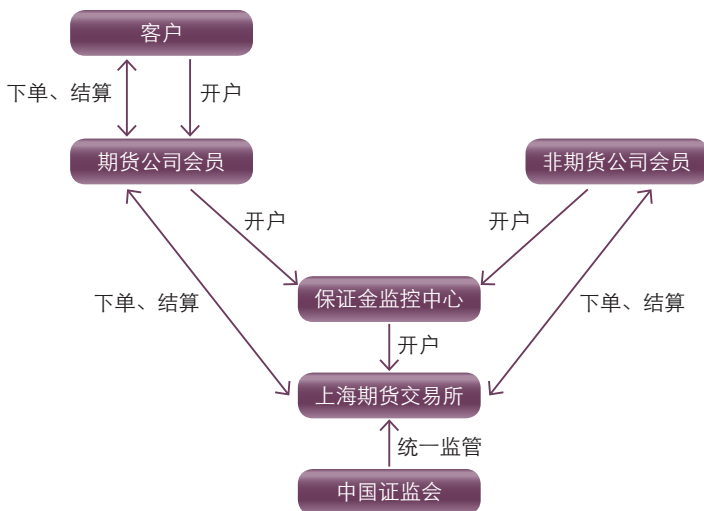 客户
下单、结算
开户
期货公司会员
非期货公司会员
开户
开户
保证金监控中心
下单、结算
下单、结算
开户
上海期货交易所
统一监管
中国证监会